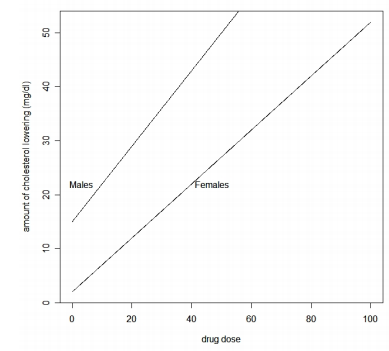 amount of cholesterol lowering (mg/dl)
50
40
30
20
10
0
Males
Females
0 20 40 60 80 100
drug dose